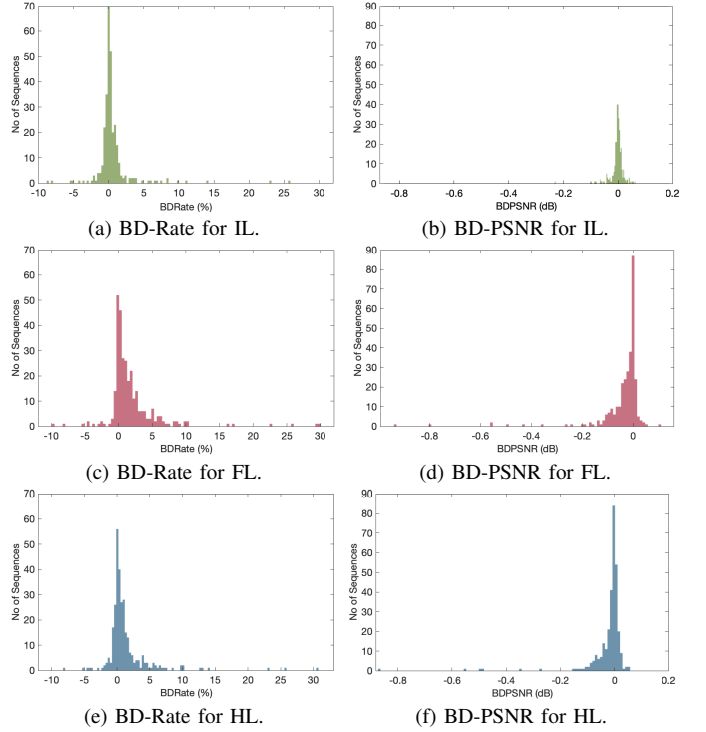 70
60
50
40
30
20
10
0
No of Sequences
-10 -5 0 5 10 15 20 25 30
BDRate (%)
(a) BD-Rate for IL.
90
80
70
60
50
40
30
20
10
0
No of Sequences
-0.8 -0.6 -0.4 -0.2 0 0.2
BDPSNR (dB)
(b) BD-PSNR for IL.
70
60
50
40
30
20
10
0
No of Sequences
-10 -5 0 5 10 15 20 25 30
BDRate (%)
(c) BD-Rate for FL.
90
80
70
60
50
40
30
20
10
0
No of Sequences
-0.8 -0.6 -0.4 -0.2 0
BDPSNR (dB)
(d) BD-PSNR for FL.
70
60
50
40
30
20
10
0
No of Sequences
-10 -5 0 5 10 15 20 25 30
BDRate (%)
(e) BD-Rate for HL.
90
80
70
60
50
40
30
20
10
0
No of Sequences
-0.8 -0.6 -0.4 -0.2 0 0.2
BDPSNR (dB)
(f) BD-PSNR for HL.